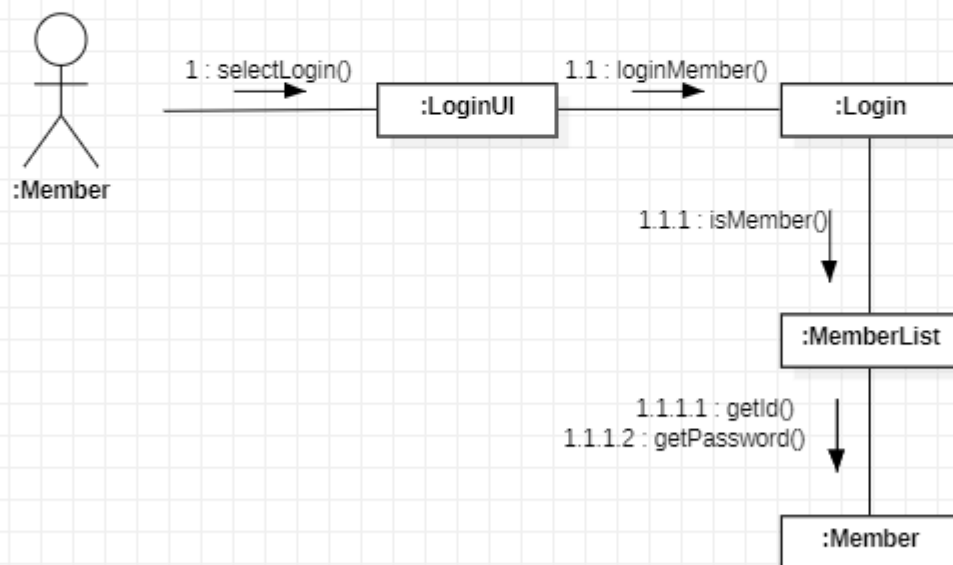 1 : selectLogin()
1.1 : loginMember()
:LoginUI
:Login
:Member
1.1.1 : isMember()
:MemberList
1.1.1.1 : getId()
1.1.1.2 : getPassword()
:Member